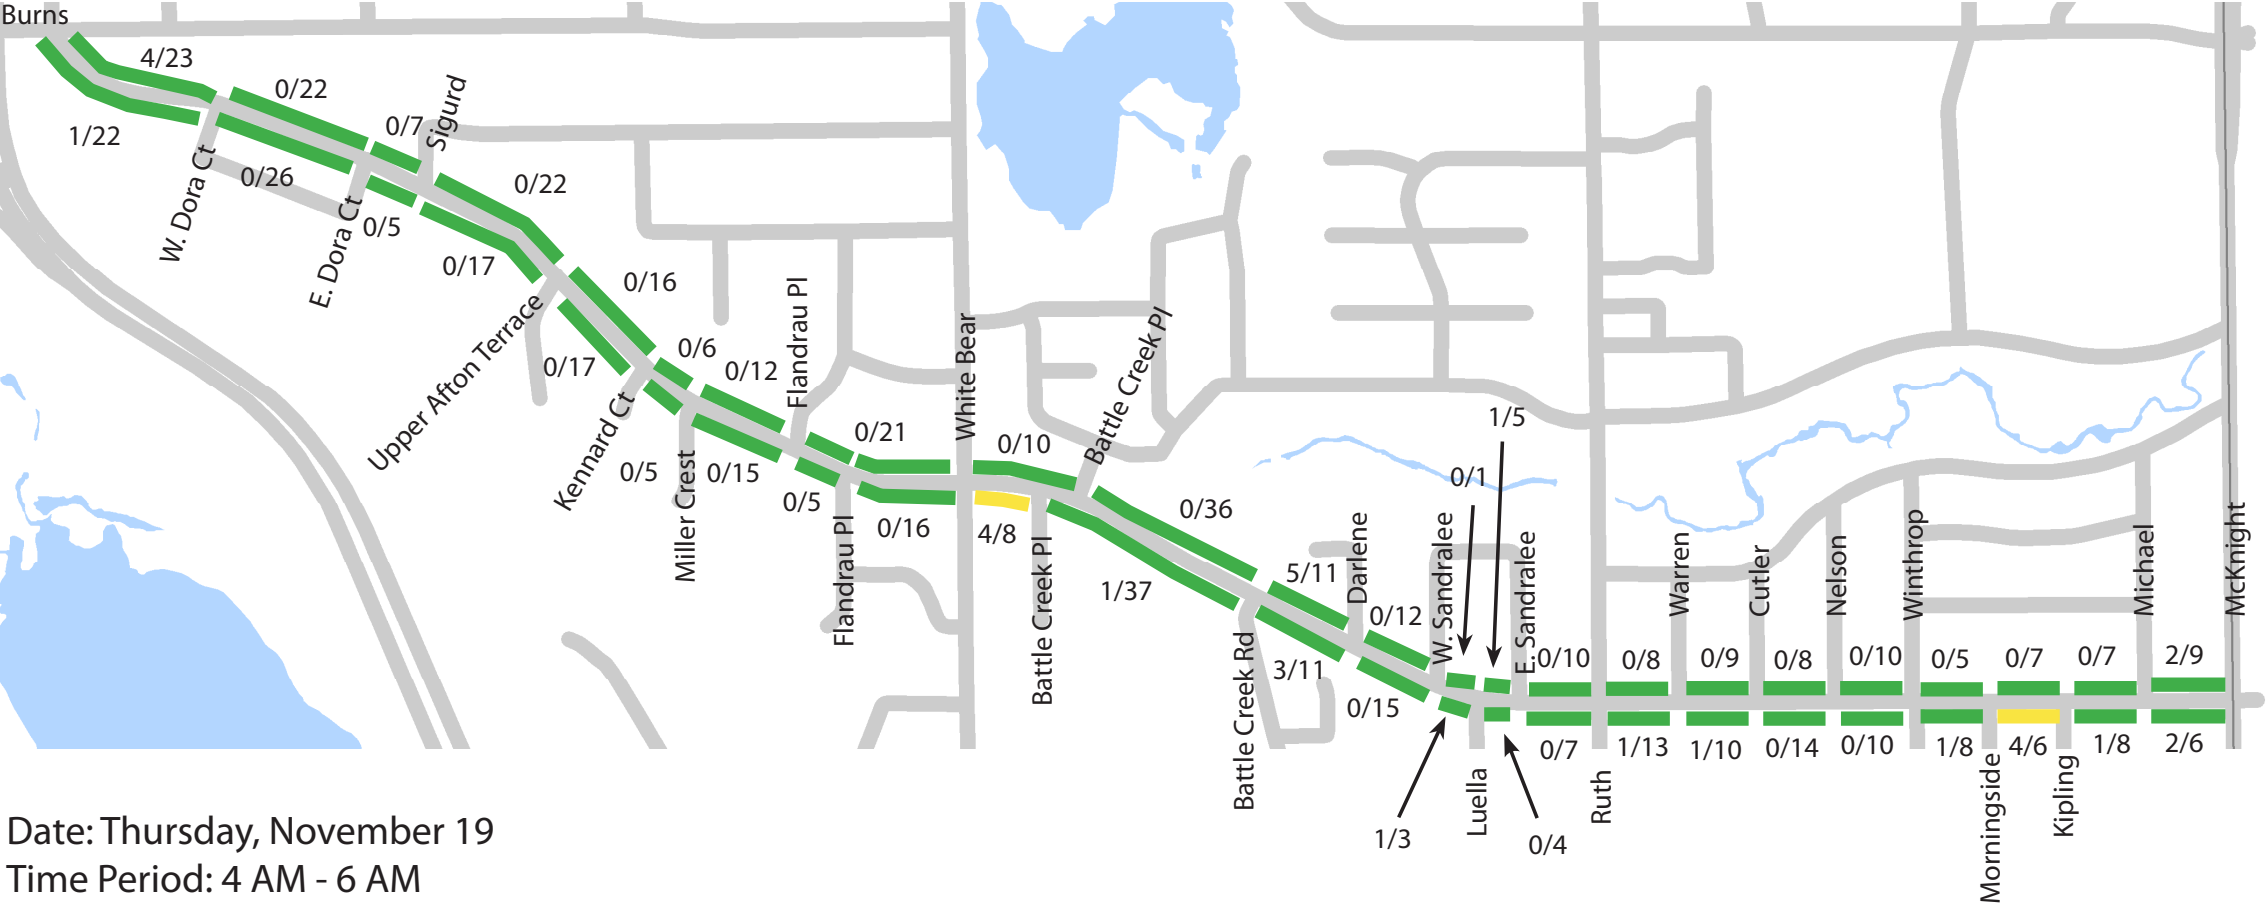 Burns
4/23
0/22
0/7
Sigurd
1/22
W. Dora Ct
0/26
E. Dora Ct
0/5
0/22
0/17
Upper Afton Terrace
0/16
0/17
Kennard Ct
0/6
0/12
Flandrau Pl
0/5
Miller Crest
0/15
0/21
0/5
Flandrau Pl
0/16
White Bear
0/10
4/8
Battle Creek Pl
Battle Creek Pl
0/36
1/37
Battle Creek Rd
5/11
Darlene
3/11
0/12
0/15
W. Sandralee
0/1
1/5
E. Sandralee
1/3
Luella
0/4
0/10
0/7
Ruth
0/8
1/13
Warren
0/9
1/10
Cutler
0/8
0/14
Nelson
0/10
0/10
Winthrop
0/5
1/8
Morningside
0/7
4/6
Kipling
0/7
1/8
Michael
2/9
2/6
McKnight
Date: Thursday, November 19
Time Period: 4 AM - 6 AM